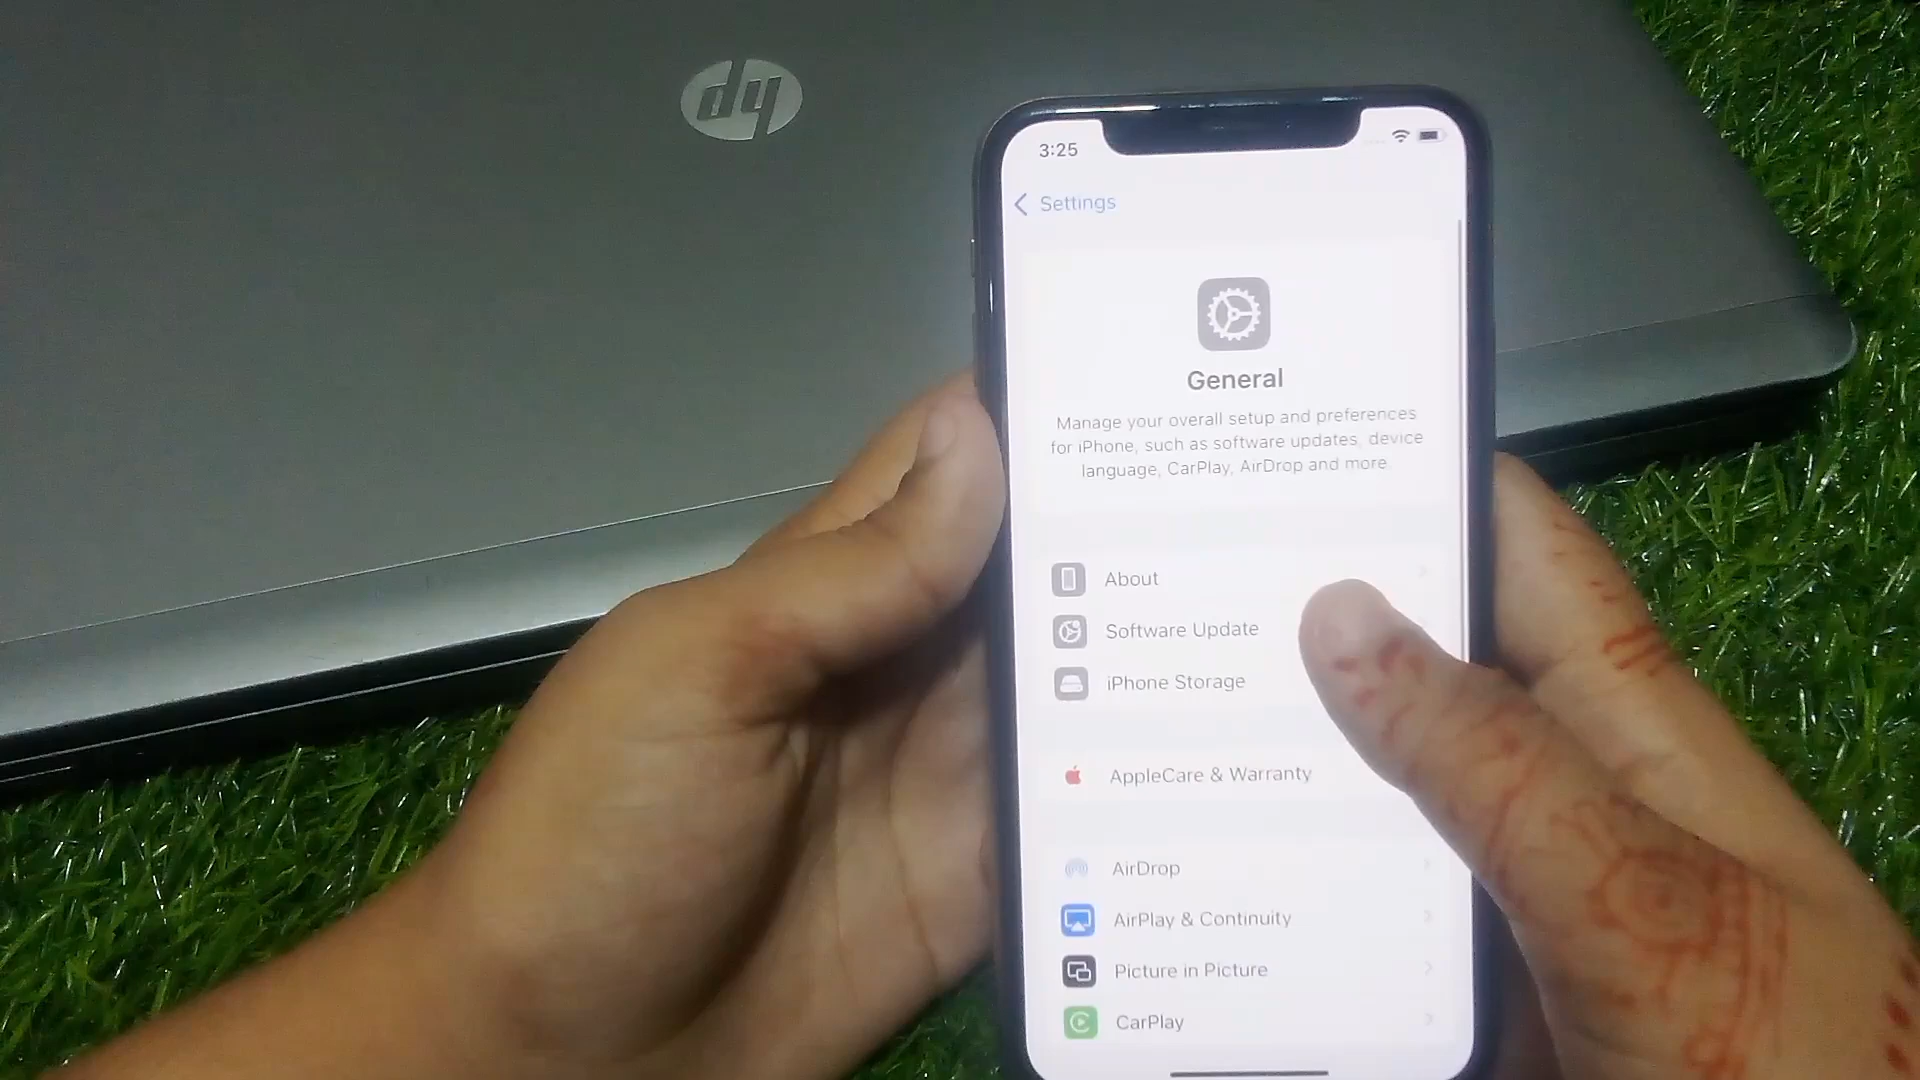 hp
3:25
Settings
General
Manage your overall setup and preferences
for iPhone, such as software updates, device
language, CarPlay, AirDrop and more.
About
Software Update
iPhone Storage
AppleCare & Warranty
AirDrop
AirPlay & Continuity
Picture in Picture
CarPlay